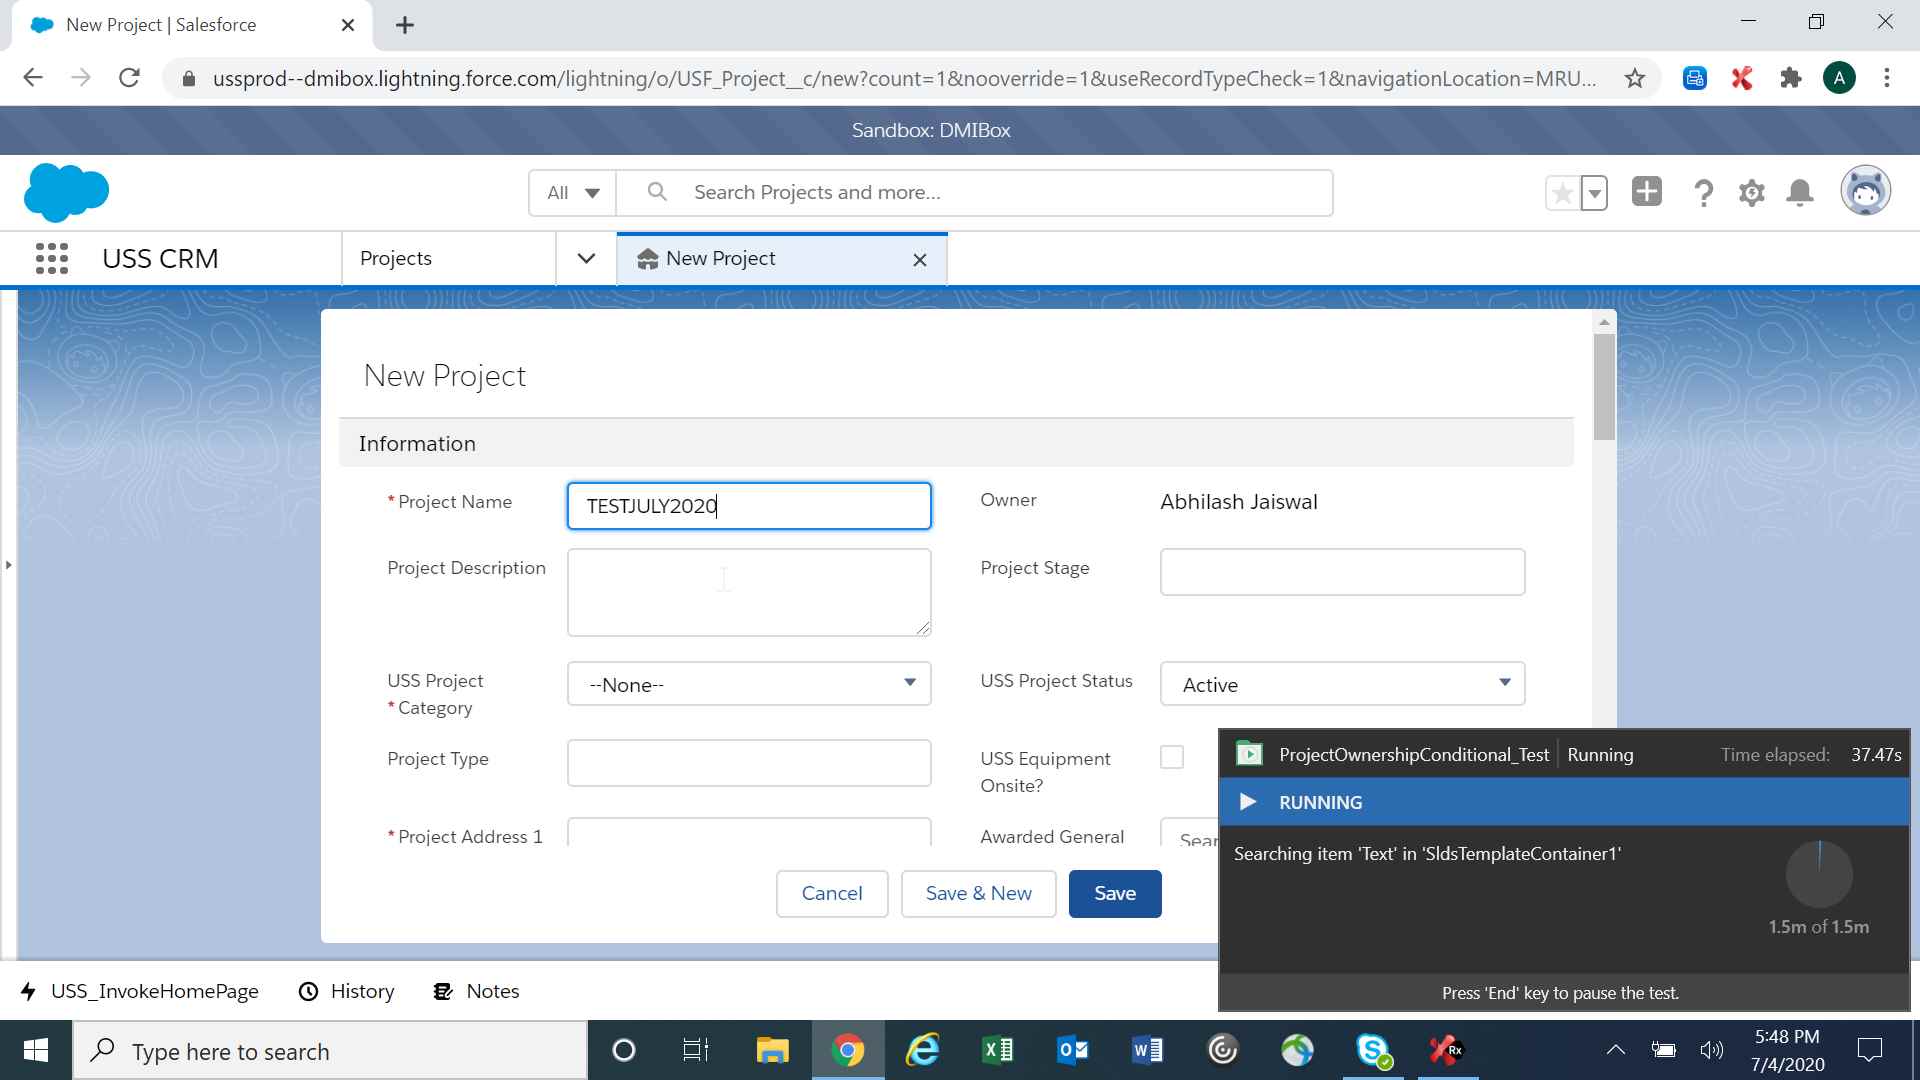 New Project | Salesforce
ussprod--dmibox.lightning.force.com/lightning/o/USF_Project__c/new?count=1&nooverride=1&useRecordTypeCheck=1&navigationLocation=MRU...
A
Sandbox: DMIBox
All
Search Projects and more...
USS CRM
Projects
New Project
New Project
Information
*Project Name
TESTJULY2020
Owner
Abhilash Jaiswal
Project Description
Project Stage
USS Project
*Category
--None--
USS Project Status
Active
Project Type
USS Equipment
Onsite?
*Project Address 1
Awarded General
Sear
Cancel
Save & New
Save
ProjectOwnershipConditional_Test
Running
Time elapsed: 37.47s
RUNNING
Searching item 'Text' in 'SldsTemplateContainer1'
1.5m of 1.5m
Press 'End' key to pause the test.
USS_InvokeHomePage
History
Notes
Type here to search
Rx
5:48 PM
7/4/2020